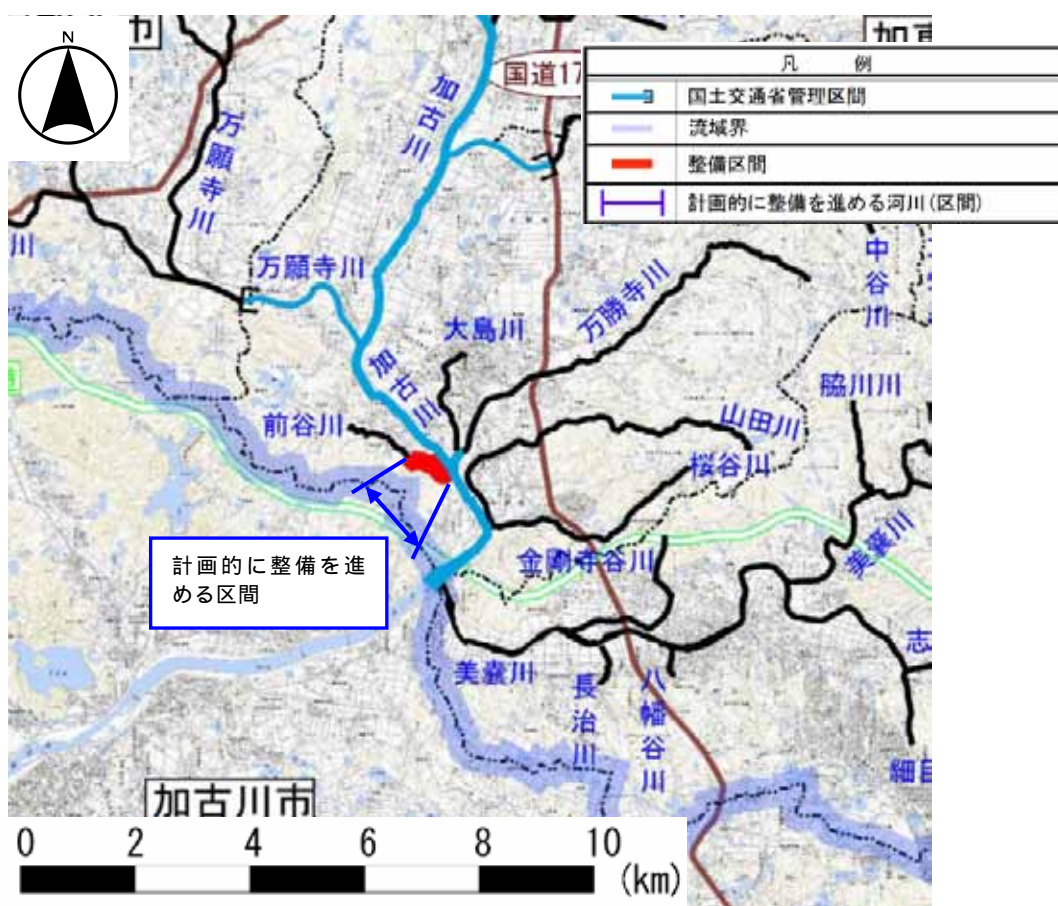 N
市
加東
国道17
凡 例
国土交通省管理区間
流域界
整備区間
計画的に整備を進める河川(区間)
加古川
万願寺川
川
万願寺川
中谷川
大島川
万勝寺川
加古川
脇川川
前谷川
山田川
桜谷川
計画的に整備を進
める区間
金剛寺谷川
美嚢川
志
美嚢川
長治川
八幡谷川
加古川市
0 2 4 6 8 10
(km)